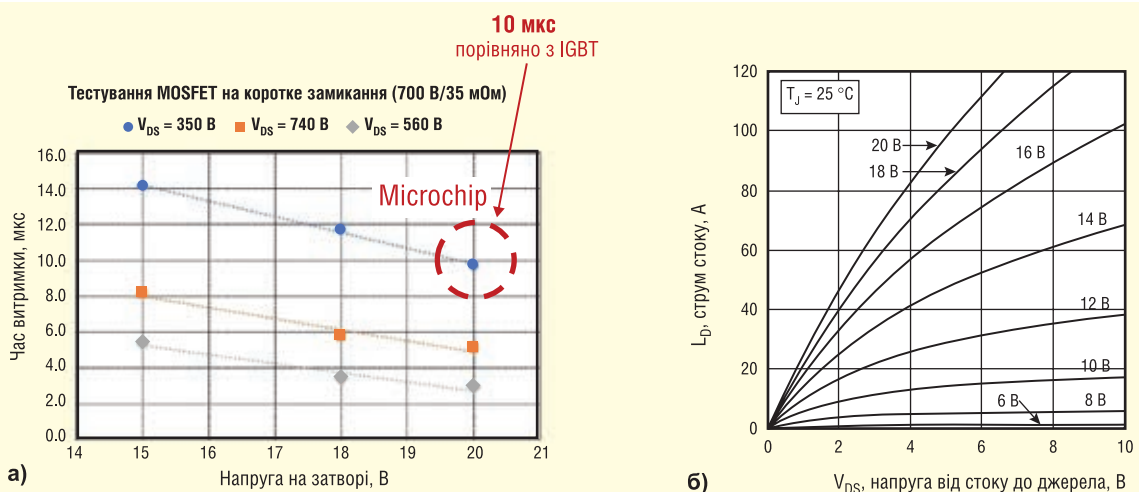 10 мкс
порівняно з IGBT
Тестування MOSFET на коротке замикання (700 В/35 мОм)
V_DS = 350 В V_DS = 740 В V_DS = 560 В
Microchip
Час витримки, мкс
16.0
14.0
12.0
10.0
8.0
6.0
4.0
2.0
0.0
14 15 16 17 18 19 20 21
Напруга на затворі, В
а)
T_J = 25 °C
L_D, струм стоку, А
120
100
80
60
40
20
0
20 В
18 В
16 В
14 В
12 В
10 В
8 В
6 В
0 2 4 6 8 10
V_DS, напруга від стоку до джерела, В
б)